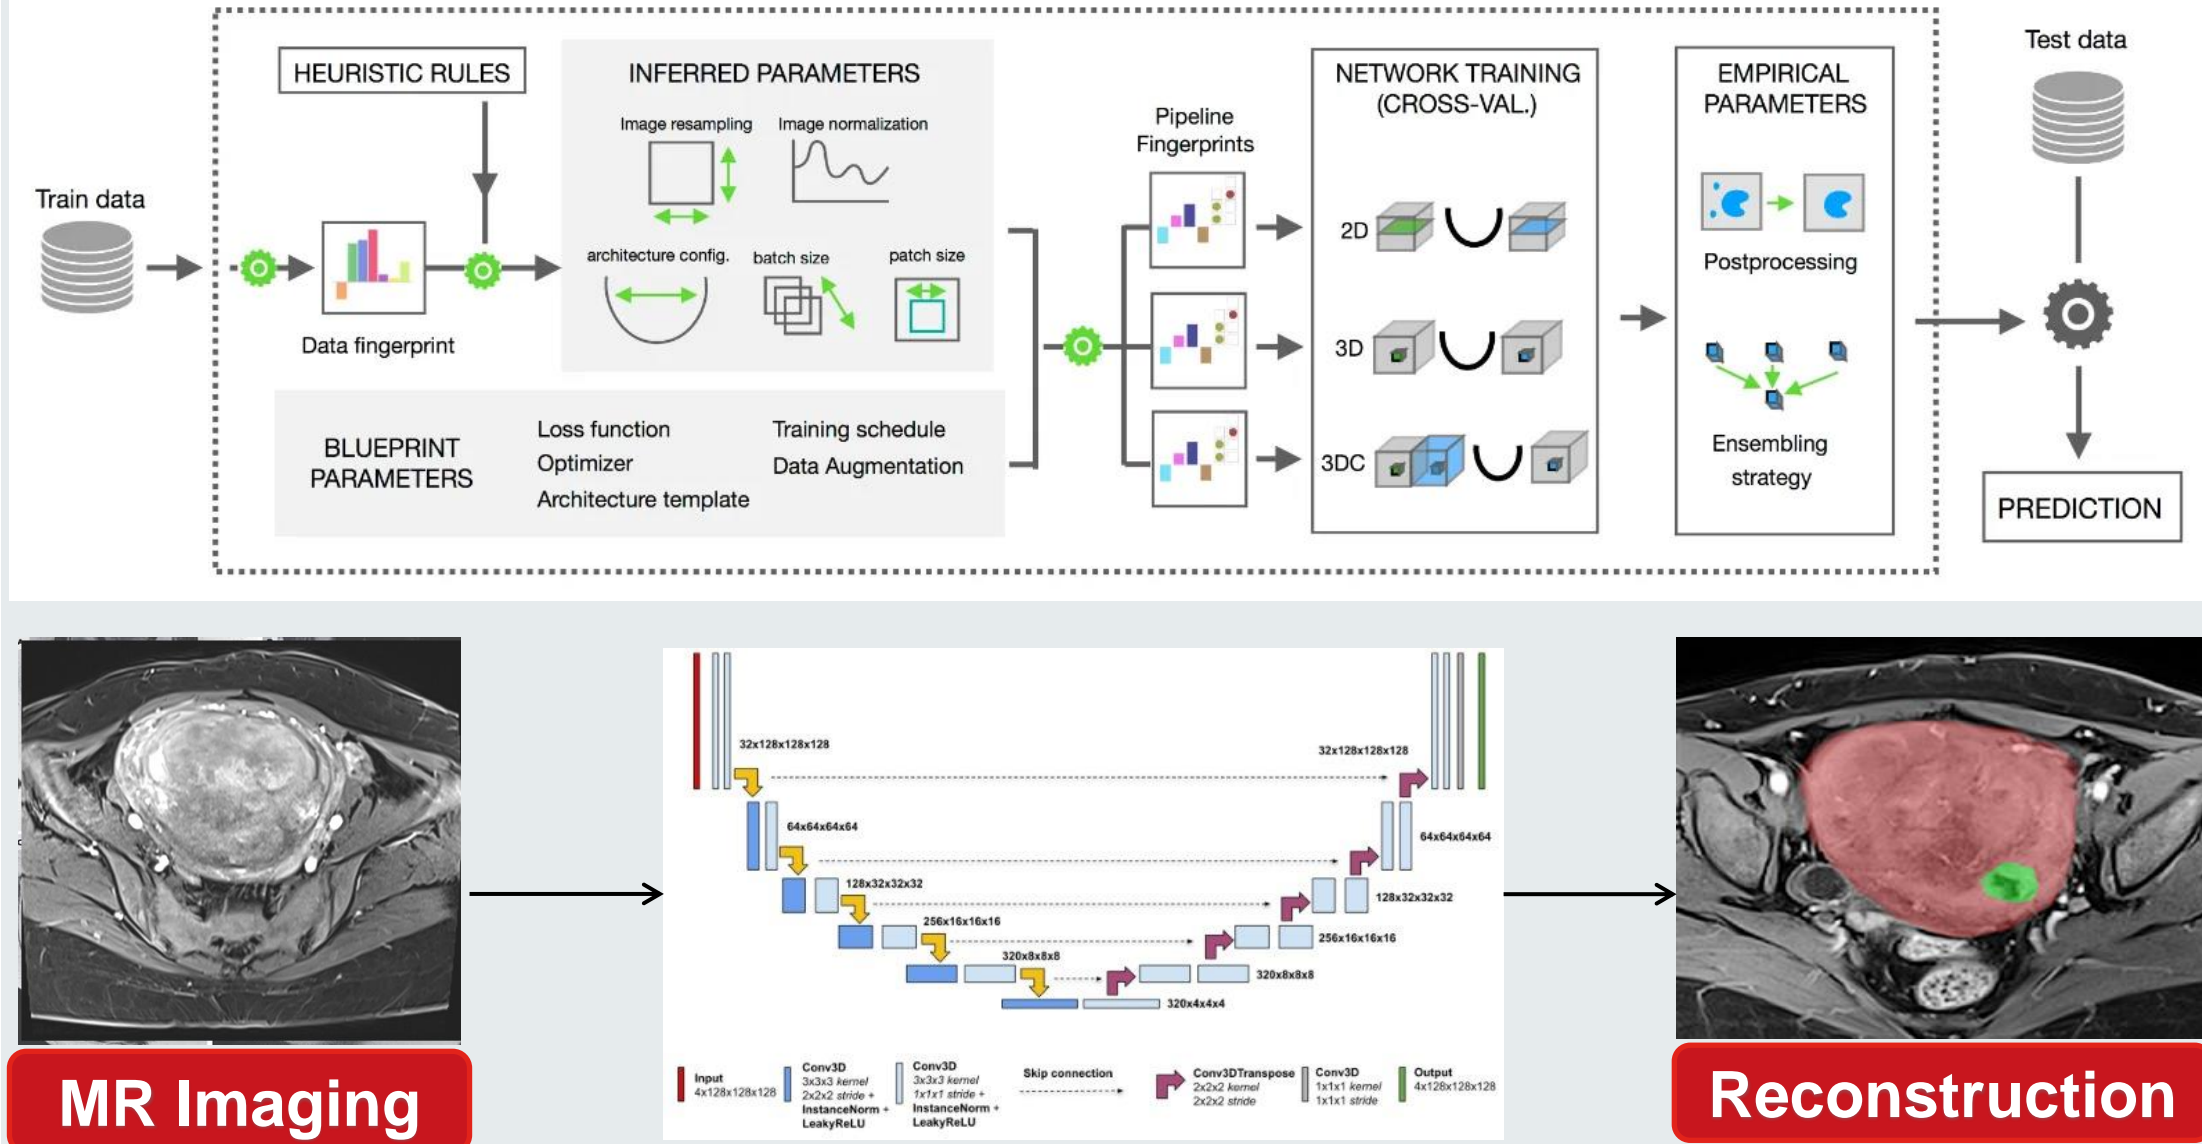 HEURISTIC RULES
INFERRED PARAMETERS
Image resampling
Image normalization
architecture config.
batch size
patch size
Train data
Data fingerprint
BLUEPRINT
PARAMETERS
Loss function
Optimizer
Architecture template
Training schedule
Data Augmentation
Pipeline
Fingerprints
NETWORK TRAINING
(CROSS-VAL.)
2D
3D
3DC
EMPIRICAL
PARAMETERS
Postprocessing
Ensembling
strategy
Test data
PREDICTION
32x128x128x128
64x64x64x64
128x32x32x32
256x16x16x16
320x8x8x8
320x4x4x4
32x128x128x128
64x64x64x64
128x32x32x32
256x16x16x16
320x8x8x8
Input
4x128x128x128
Conv3D
3x3x3 kernel
2x2x2 stride +
InstanceNorm +
LeakyReLU
Conv3D
3x3x3 kernel
1x1x1 stride +
InstanceNorm +
LeakyReLU
Skip connection
Conv3DTranspose
2x2x2 kernel
2x2x2 stride
Conv3D
1x1x1 kernel
1x1x1 stride
Output
4x128x128x128
MR Imaging
Reconstruction